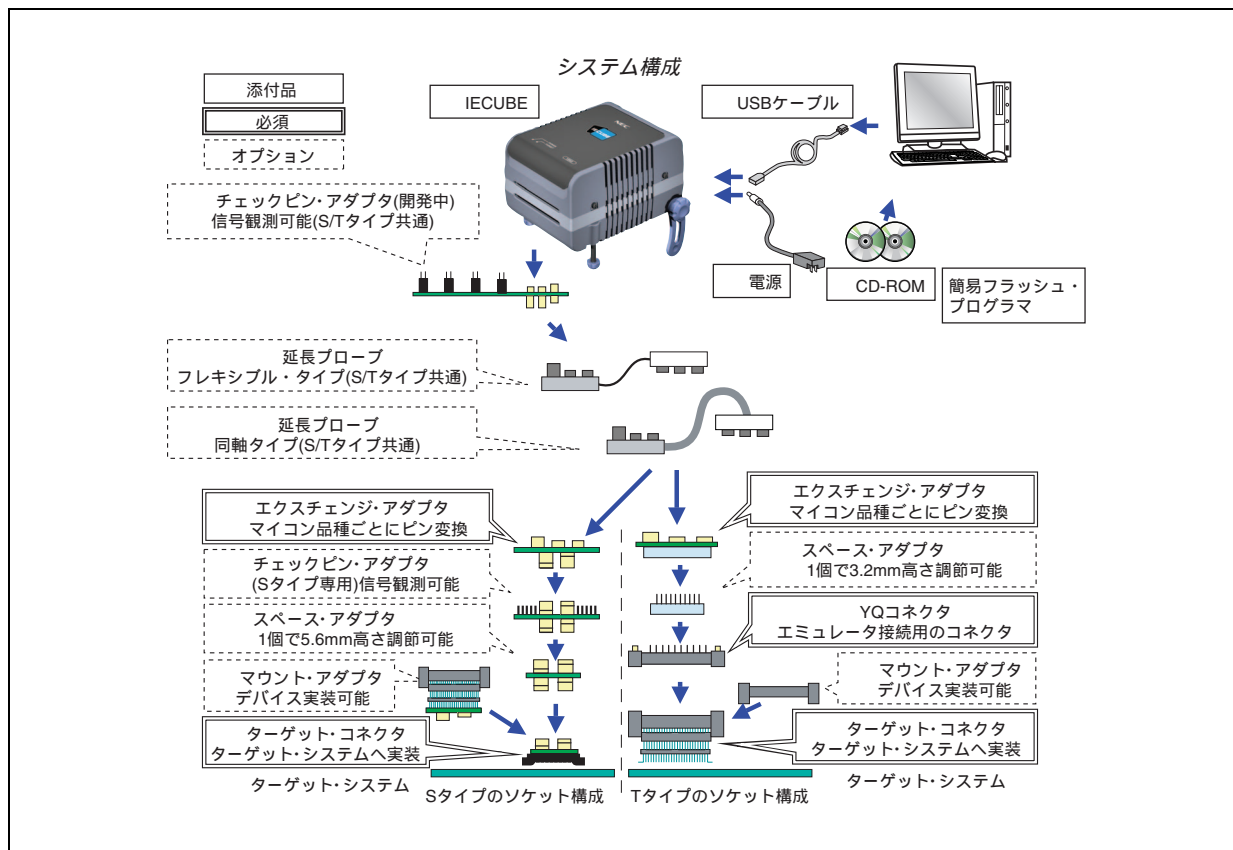 システム構成
添付品
必須
オプション
IECUBE
NEC
USBケーブル
チェックピン・アダプタ(開発中)
信号観測可能(S/Tタイプ共通)
電源
CD-ROM
簡易フラッシュ・
プログラマ
延長プローブ
フレキシブル・タイプ(S/Tタイプ共通)
延長プローブ
同軸タイプ(S/Tタイプ共通)
エクスチェンジ・アダプタ
マイコン品種ごとにピン変換
チェックピン・アダプタ
(Sタイプ専用)信号観測可能
スペース・アダプタ
1個で5.6mm高さ調節可能
マウント・アダプタ
デバイス実装可能
ターゲット・コネクタ
ターゲット・システムへ実装
ターゲット・システム
Sタイプのソケット構成
エクスチェンジ・アダプタ
マイコン品種ごとにピン変換
スペース・アダプタ
1個で3.2mm高さ調節可能
YQコネクタ
エミュレータ接続用のコネクタ
マウント・アダプタ
デバイス実装可能
ターゲット・コネクタ
ターゲット・システムへ実装
Tタイプのソケット構成
ターゲット・システム